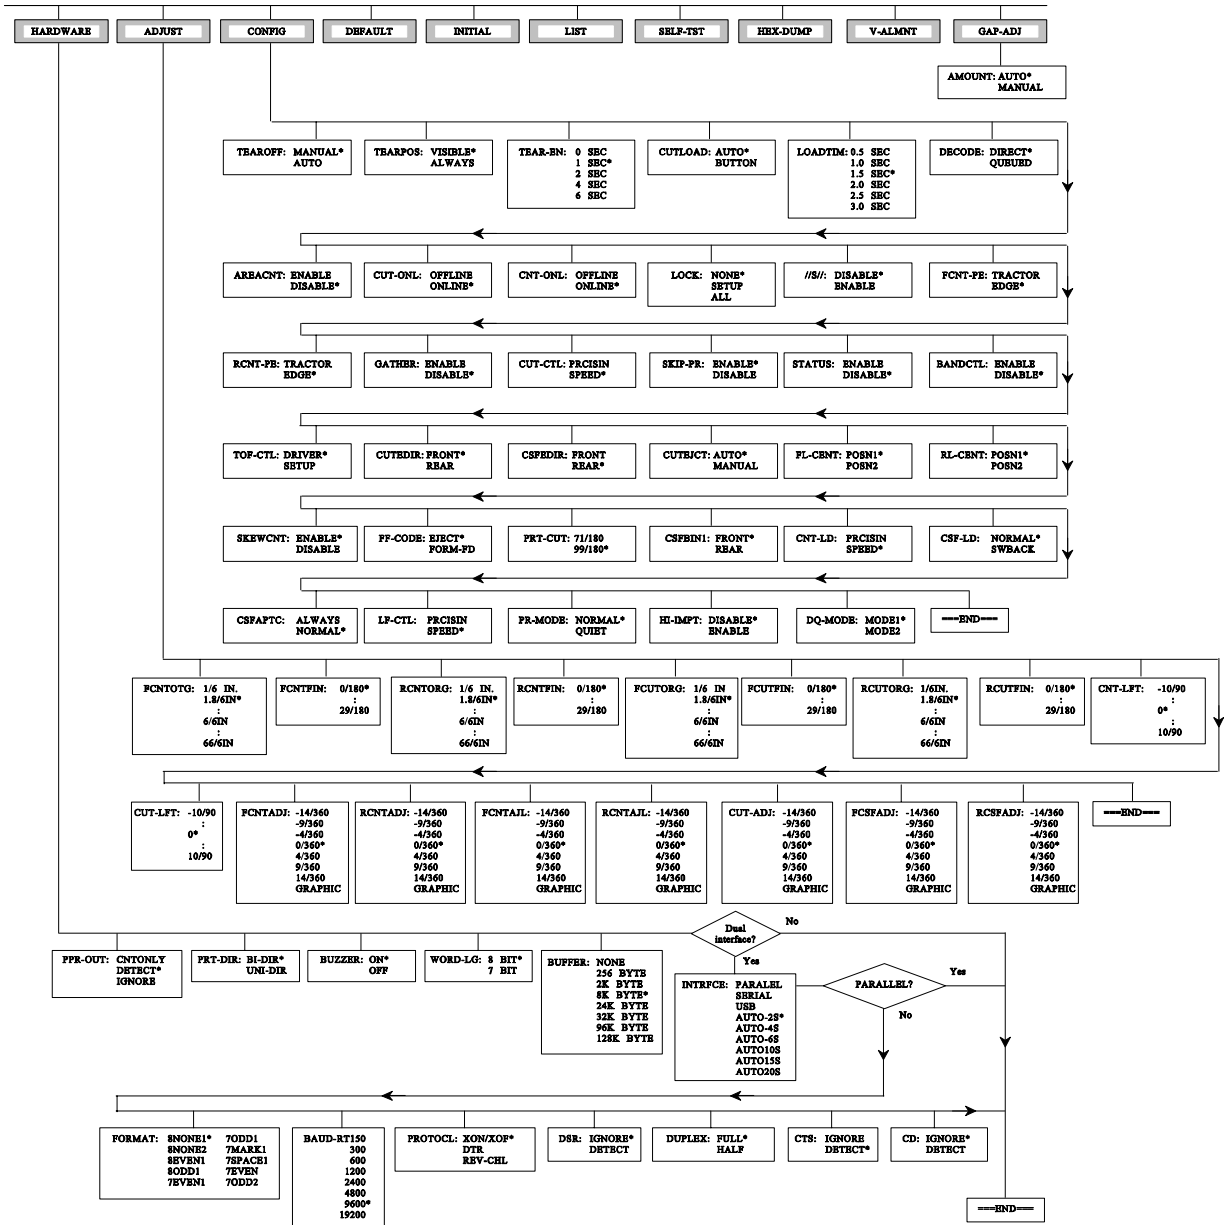 HARDWARE
ADJUST
CONFIG
DEFAULT
INITIAL
LIST
SELF-TST
HEX-DUMP
V-ALMNT
GAP-ADJ
AMOUNT: AUTO*
MANUAL
TEAROFF: MANUAL*
AUTO
TEARPOS: VISIBLE*
ALWAYS
TEAR-EN: 0 SEC
1 SEC*
2 SEC
4 SEC
6 SEC
CUTLOAD: AUTO*
BUTTON
LOADTIM: 0.5 SEC
1.0 SEC
1.5 SEC*
2.0 SEC
2.5 SEC
3.0 SEC
DECODE: DIRECT*
QUEUED
AREACNT: ENABLE
DISABLE*
CUT-ONL: OFFLINE
ONLINE*
CNT-ONL: OFFLINE
ONLINE*
LOCK: NONE*
SETUP
ALL
//S//: DISABLE*
ENABLE
FCNT-PE: TRACTOR
EDGE*
RCNT-PE: TRACTOR
EDGE*
GATHER: ENABLE
DISABLE*
CUT-CTL: PRCISIN
SPEED*
SKIP-PR: ENABLE*
DISABLE
STATUS: ENABLE
DISABLE*
BANDCTL: ENABLE
DISABLE*
TOF-CTL: DRIVER*
SETUP
CUTEDIR: FRONT*
REAR
CSFEDIR: FRONT
REAR*
CUTEJCT: AUTO*
MANUAL
FL-CENT: POSN1*
POSN2
RL-CENT: POSN1*
POSN2
SKEWCNT: ENABLE*
DISABLE
FF-CODE: EJECT*
FORM-FD
PRT-CUT: 71/180
99/180*
CSFBIN1: FRONT*
REAR
CNT-LD: PRCISIN
SPEED*
CSF-LD: NORMAL*
SWBACK
CSFAPTC: ALWAYS
NORMAL*
LF-CTL: PRCISIN
SPEED*
PR-MODE: NORMAL*
QUIET
HI-IMPT: DISABLE*
ENABLE
DQ-MODE: MODE1*
MODE2
===END===
FCNTOTG: 1/6 IN.
1.8/6IN*
:
6/6IN
:
66/6IN
FCNTFIN: 0/180*
:
29/180
RCNTORG: 1/6 IN.
1.8/6IN*
:
6/6IN
:
66/6IN
RCNTFIN: 0/180*
:
29/180
FCUTORG: 1/6 IN
1.8/6IN*
:
6/6IN
:
66/6IN
FCUTFIN: 0/180*
:
29/180
RCUTORG: 1/6IN.
1.8/6IN*
:
6/6IN
:
66/6IN
RCUTFIN: 0/180*
:
29/180
CNT-LFT: -10/90
:
0*
:
10/90
CUT-LFT: -10/90
:
0*
:
10/90
FCNTADJ: -14/360
-9/360
-4/360
0/360*
4/360
9/360
14/360
GRAPHIC
RCNTADJ: -14/360
-9/360
-4/360
0/360*
4/360
9/360
14/360
GRAPHIC
FCNTAJL: -14/360
-9/360
-4/360
0/360*
4/360
9/360
14/360
GRAPHIC
RCNTAJL: -14/360
-9/360
-4/360
0/360*
4/360
9/360
14/360
GRAPHIC
CUT-ADJ: -14/360
-9/360
-4/360
0/360*
4/360
9/360
14/360
GRAPHIC
FCSFADJ: -14/360
-9/360
-4/360
0/360*
4/360
9/360
14/360
GRAPHIC
RCSFADJ: -14/360
-9/360
-4/360
0/360*
4/360
9/360
14/360
GRAPHIC
===END===
PPR-OUT: CNTONLY
DETECT*
IGNORE
PRT-DIR: BI-DIR*
UNI-DIR
BUZZER: ON*
OFF
WORD-LG: 8 BIT*
7 BIT
BUFFER: NONE
256 BYTE
2K BYTE
8K BYTE*
24K BYTE
32K BYTE
96K BYTE
128K BYTE
Dual
interface?
No
Yes
INTRFCE: PARALEL
SERIAL
USB
AUTO-2S*
AUTO-4S
AUTO-6S
AUTO10S
AUTO15S
AUTO20S
PARALLEL?
Yes
No
FORMAT: 8NONE1* 7ODD1
8NONE2 7MARK1
8EVEN1 7SPACE1
8ODD1 7EVEN
7EVEN1 7ODD2
BAUD-RT150
300
600
1200
2400
4800
9600*
19200
PROTOCL: XON/XOF*
DTR
REV-CHL
DSR: IGNORE*
DETECT
DUPLEX: FULL*
HALF
CTS: IGNORE
DETECT*
CD: IGNORE*
DETECT
===END===